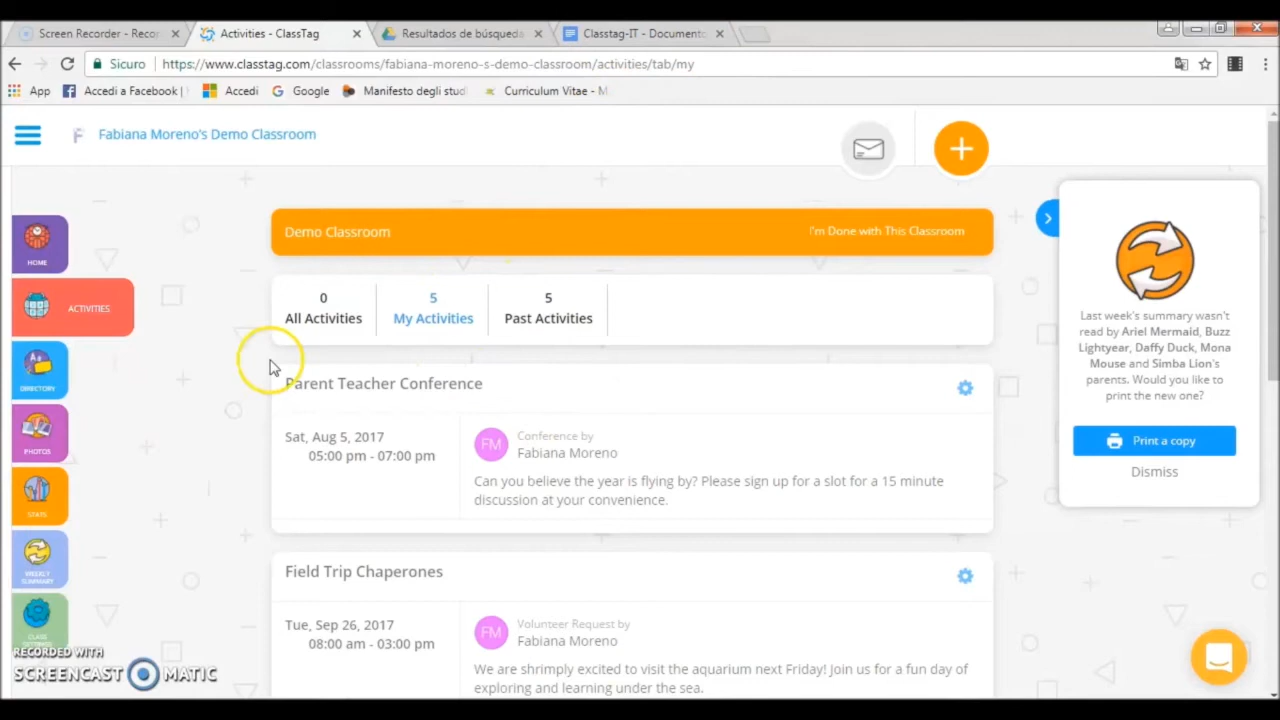 Screen Recorder - Reco
Activities - ClassTag
Resultados de búsqueda
Classtag-IT - Documento
Sicuro
https://www.classtag.com/classrooms/fabiana-moreno-s-demo-classroom/activities/tab/my
App
Accedi a Facebook |
Accedi
Google
Manifesto degli stud
Curriculum Vitae - M
F
Fabiana Moreno's Demo Classroom
Demo Classroom
I'm Done with This Classroom
HOME
ACTIVITIES
DIRECTORY
PHOTOS
STATS
WEEKLY
SUMMARY
CLASS
SETTINGS
0
All Activities
5
My Activities
5
Past Activities
Parent Teacher Conference
Sat, Aug 5, 2017
05:00 pm - 07:00 pm
FM
Conference by
Fabiana Moreno
Can you believe the year is flying by? Please sign up for a slot for a 15 minute
discussion at your convenience.
Field Trip Chaperones
Tue, Sep 26, 2017
08:00 am - 03:00 pm
FM
Volunteer Request by
Fabiana Moreno
We are shrimply excited to visit the aquarium next Friday! Join us for a fun day of
exploring and learning under the sea.
Last week's summary wasn't
read by Ariel Mermaid, Buzz
Lightyear, Daffy Duck, Mona
Mouse and Simba Lion's
parents. Would you like to
print the new one?
Print a copy
Dismiss
RECORDED WITH
SCREENCAST MATIC